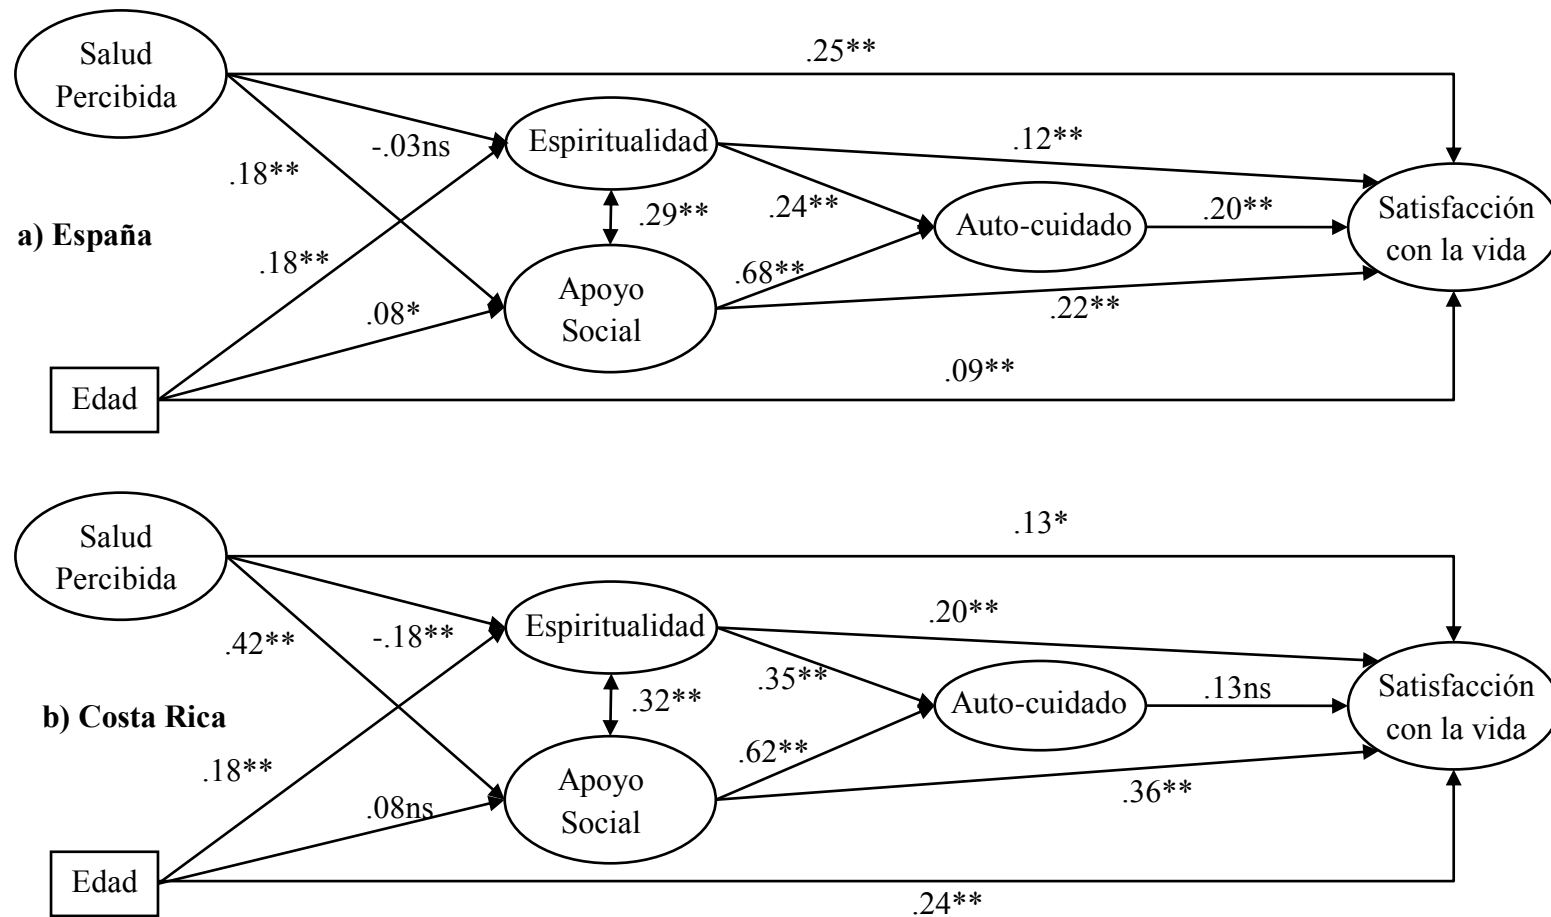 Salud
Percibida
.25**
Espiritualidad
-.03ns
.12**
.18**
.24**
.29**
Auto-cuidado
.20**
Satisfacción
con la vida
a) España
.18**
.68**
Apoyo
Social
.08*
.22**
.09**
Edad
Salud
Percibida
.13*
Espiritualidad
-.18**
.20**
.42**
.35**
.32**
Auto-cuidado
.13ns
Satisfacción
con la vida
b) Costa Rica
.62**
.18**
Apoyo
Social
.08ns
.36**
Edad
.24**